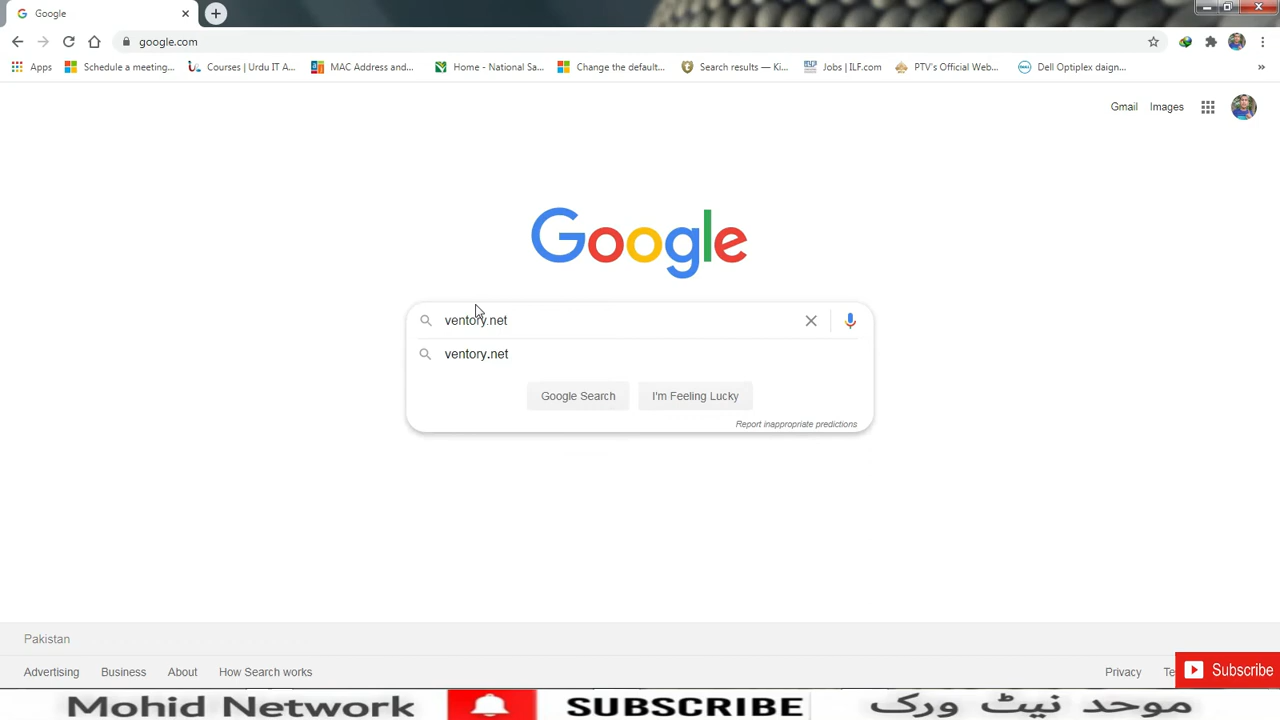 Google
google.com
Apps Schedule a meeting... Courses | Urdu IT A... MAC Address and... Home - National Sa... Change the default... Search results — Ki... Jobs | ILF.com PTV's Official Web... Dell Optiplex daign... »
Gmail Images
Google
ventory.net
ventory.net
Google Search I'm Feeling Lucky
Report inappropriate predictions
Pakistan
Advertising Business About How Search works Privacy Te
Subscribe
Mohid Network SUBSCRIBE موحد نیٹ ورک